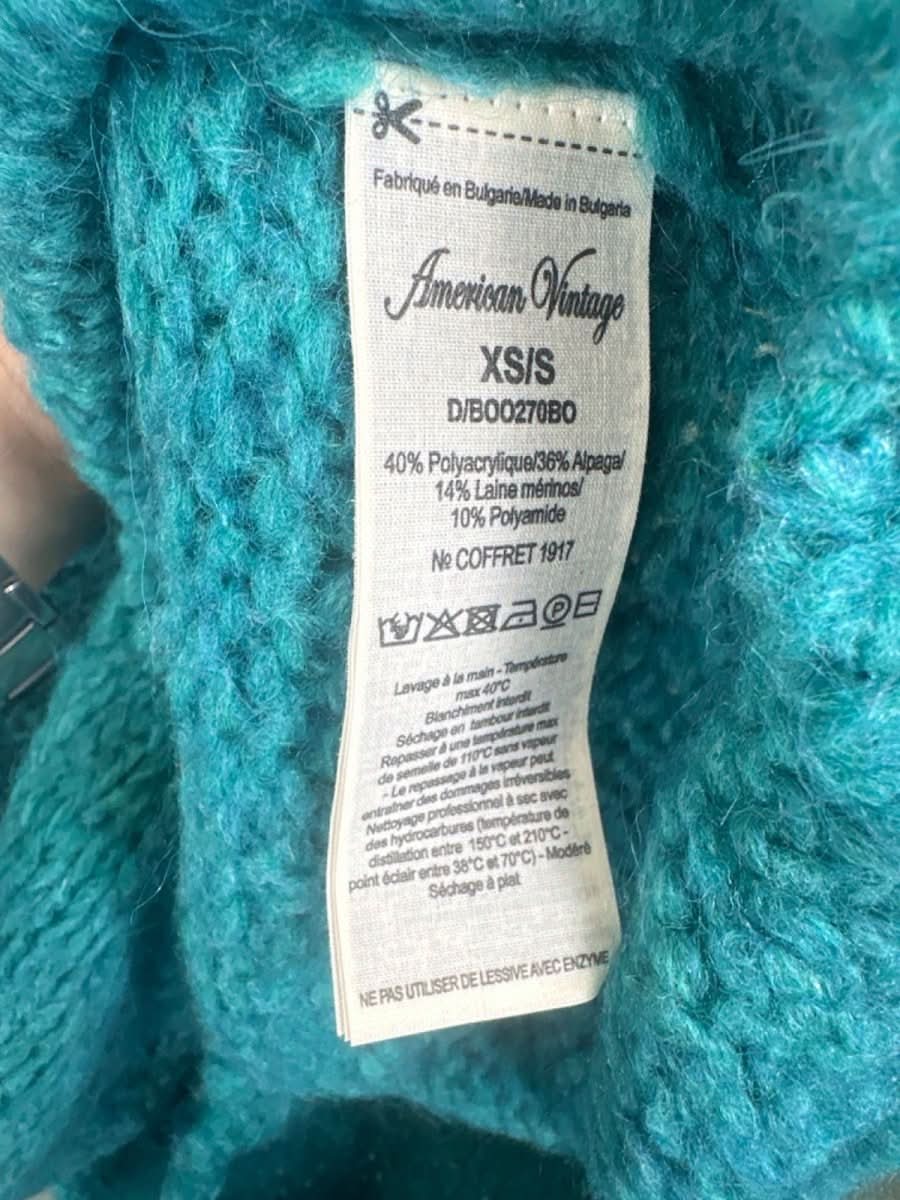 Fabriqué en Bulgarie/Made in Bulgaria
American Vintage
XS/S
D/BOO270BO
40% Polyacrylique/36% Alpaga/
14% Laine mérinos/
10% Polyamide
№ COFFRET 1917
P
Lavage à la main - Température
max 40°C
Blanchiment interdit
Séchage en tambour interdit
Repasser à une température max
de semelle de 110°C sans vapeur
- Le repassage à la vapeur peut
entraîner des dommages irréversibles
Nettoyage professionnel à sec avec
des hydrocarbures (température de
distillation entre 150°C et 210°C -
point éclair entre 38°C et 70°C) - Modéré
Séchage à plat
NE PAS UTILISER DE LESSIVE AVEC ENZYME